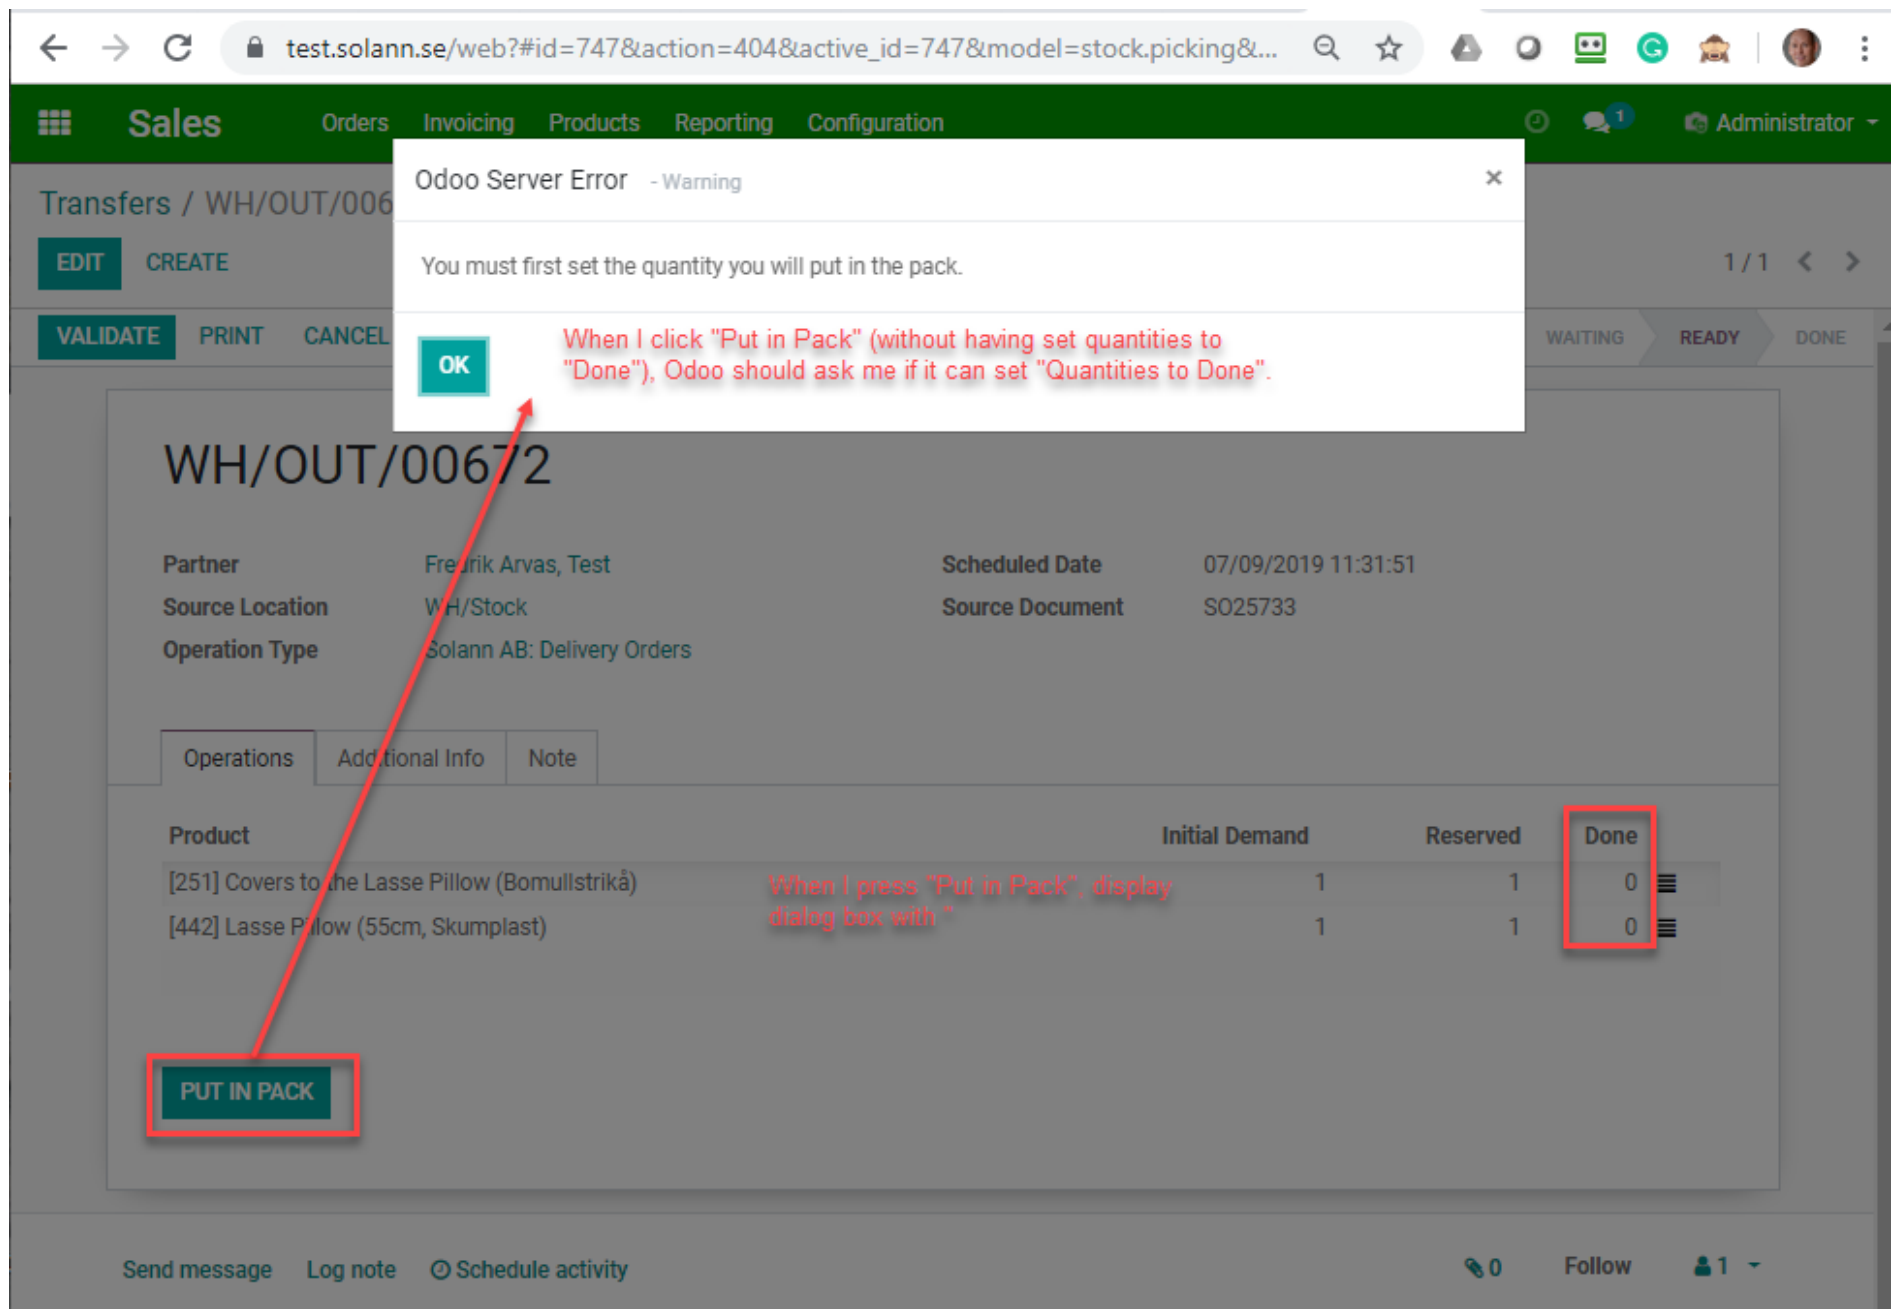 test.solann.se/web?#id=747&action=404&active_id=747&model=stock.picking&...
Sales Orders Invoicing Products Reporting Configuration 1 Administrator
Odoo Server Error - Warning ×
Transfers / WH/OUT/006
EDIT CREATE 1 / 1
You must first set the quantity you will put in the pack.
VALIDATE PRINT CANCEL WAITING READY DONE
OK
When I click "Put in Pack" (without having set quantities to
"Done"), Odoo should ask me if it can set "Quantities to Done".
WH/OUT/00672
Partner Fredrik Arvas, Test Scheduled Date 07/09/2019 11:31:51
Source Location WH/Stock Source Document SO25733
Operation Type Solann AB: Delivery Orders
Operations Additional Info Note
Product Initial Demand Reserved Done
[251] Covers to the Lasse Pillow (Bomullstrikå) 1 1 0
[442] Lasse Pillow (55cm, Skumplast) 1 1 0
When I press "Put in Pack", display
dialog box with "
PUT IN PACK
Send message Log note Schedule activity 0 Follow 1